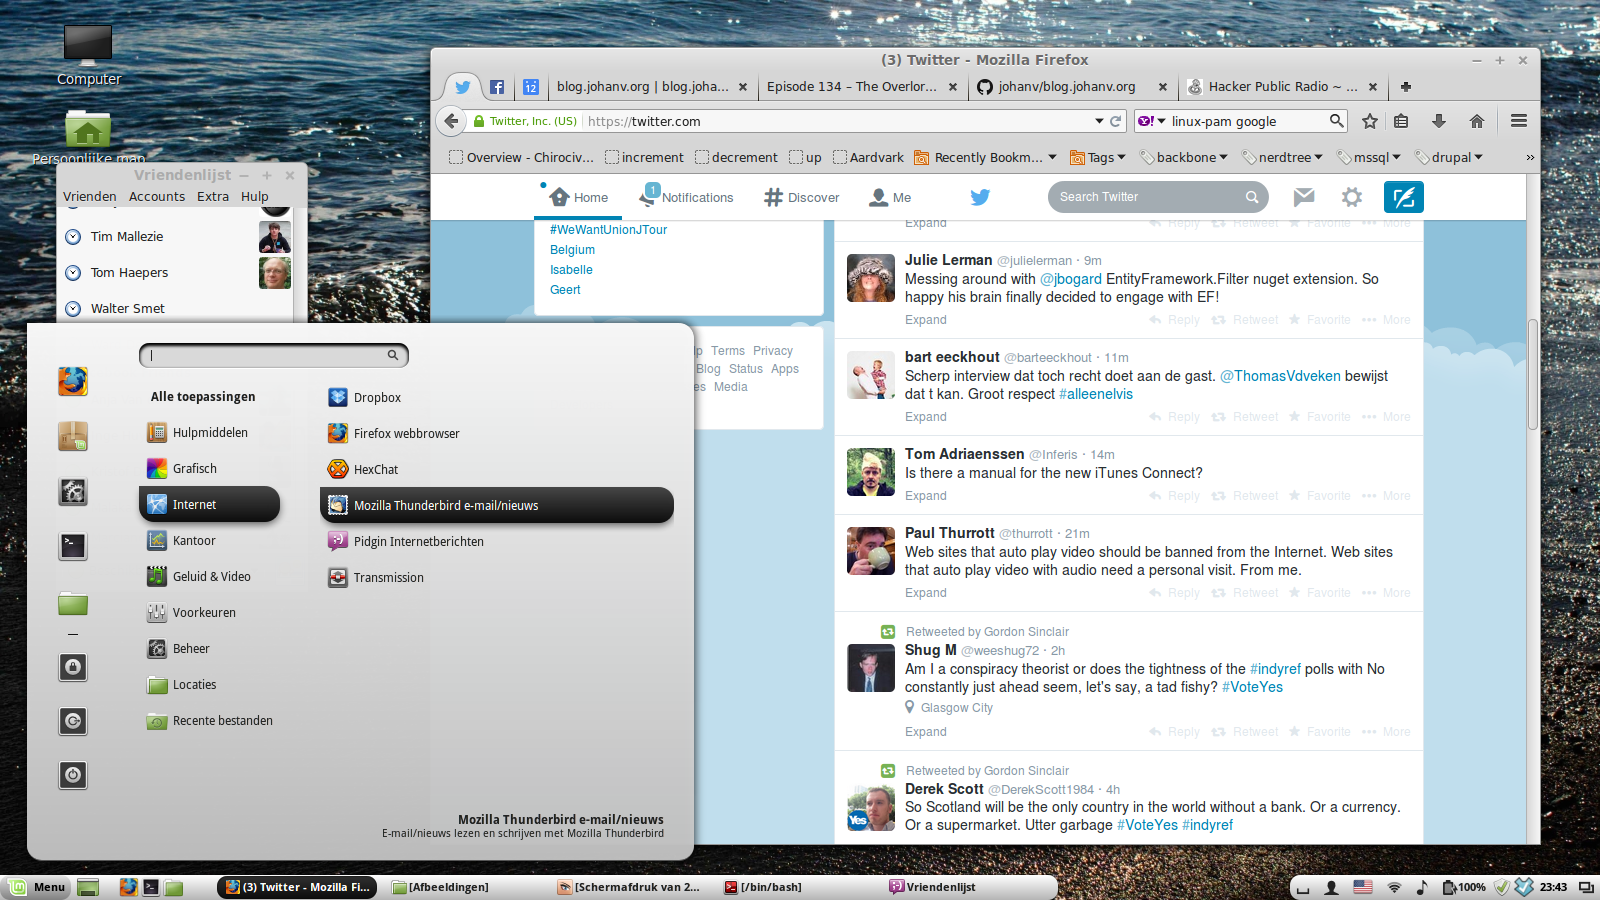 Computer
Persoonlijke map
Vriendenlijst
Vrienden Accounts Extra Hulp
Tim Mallezie
Tom Haepers
Walter Smet
(3) Twitter - Mozilla Firefox
12
blog.johanv.org | blog.joha...
Episode 134 – The Overlor...
johanv/blog.johanv.org
Hacker Public Radio ~ ...
Twitter, Inc. (US)
https://twitter.com
linux-pam google
Overview - Chirociv... increment decrement up Aardvark Recently Bookm... Tags backbone nerdtree mssql drupal »
Home 1 Notifications Discover Me
Search Twitter
#WeWantUnionJTour
Belgium
Isabelle
Geert
lp Terms Privacy
Blog Status Apps
es Media
Expand Reply Retweet Favorite More
Julie Lerman @julielerman · 9m
Messing around with @jbogard EntityFramework.Filter nuget extension. So
happy his brain finally decided to engage with EF!
Expand Reply Retweet Favorite More
bart eeckhout @barteeckhout · 11m
Scherp interview dat toch recht doet aan de gast. @ThomasVdveken bewijst
dat t kan. Groot respect #alleenelvis
Expand Reply Retweet Favorite More
Tom Adriaenssen @Inferis · 14m
Is there a manual for the new iTunes Connect?
Expand Reply Retweet Favorite More
Paul Thurrott @thurrott · 21m
Web sites that auto play video should be banned from the Internet. Web sites
that auto play video with audio need a personal visit. From me.
Expand Reply Retweet Favorite More
Retweeted by Gordon Sinclair
Shug M @weeshug72 · 2h
Am I a conspiracy theorist or does the tightness of the #indyref polls with No
constantly just ahead seem, let's say, a tad fishy? #VoteYes
Glasgow City
Expand Reply Retweet Favorite More
Retweeted by Gordon Sinclair
Yes
Derek Scott @DerekScott1984 · 4h
So Scotland will be the only country in the world without a bank. Or a currency.
Or a supermarket. Utter garbage #VoteYes #indyref
Alle toepassingen
Hulpmiddelen
Grafisch
Internet
Kantoor
Geluid & Video
Voorkeuren
Beheer
Locaties
Recente bestanden
Dropbox
Firefox webbrowser
HexChat
Mozilla Thunderbird e-mail/nieuws
Pidgin Internetberichten
Transmission
Mozilla Thunderbird e-mail/nieuws
E-mail/nieuws lezen en schrijven met Mozilla Thunderbird
Menu
(3) Twitter - Mozilla Fi...
[Afbeeldingen]
[Schermafdruk van 2...
[/bin/bash]
Vriendenlijst
100%
23:43